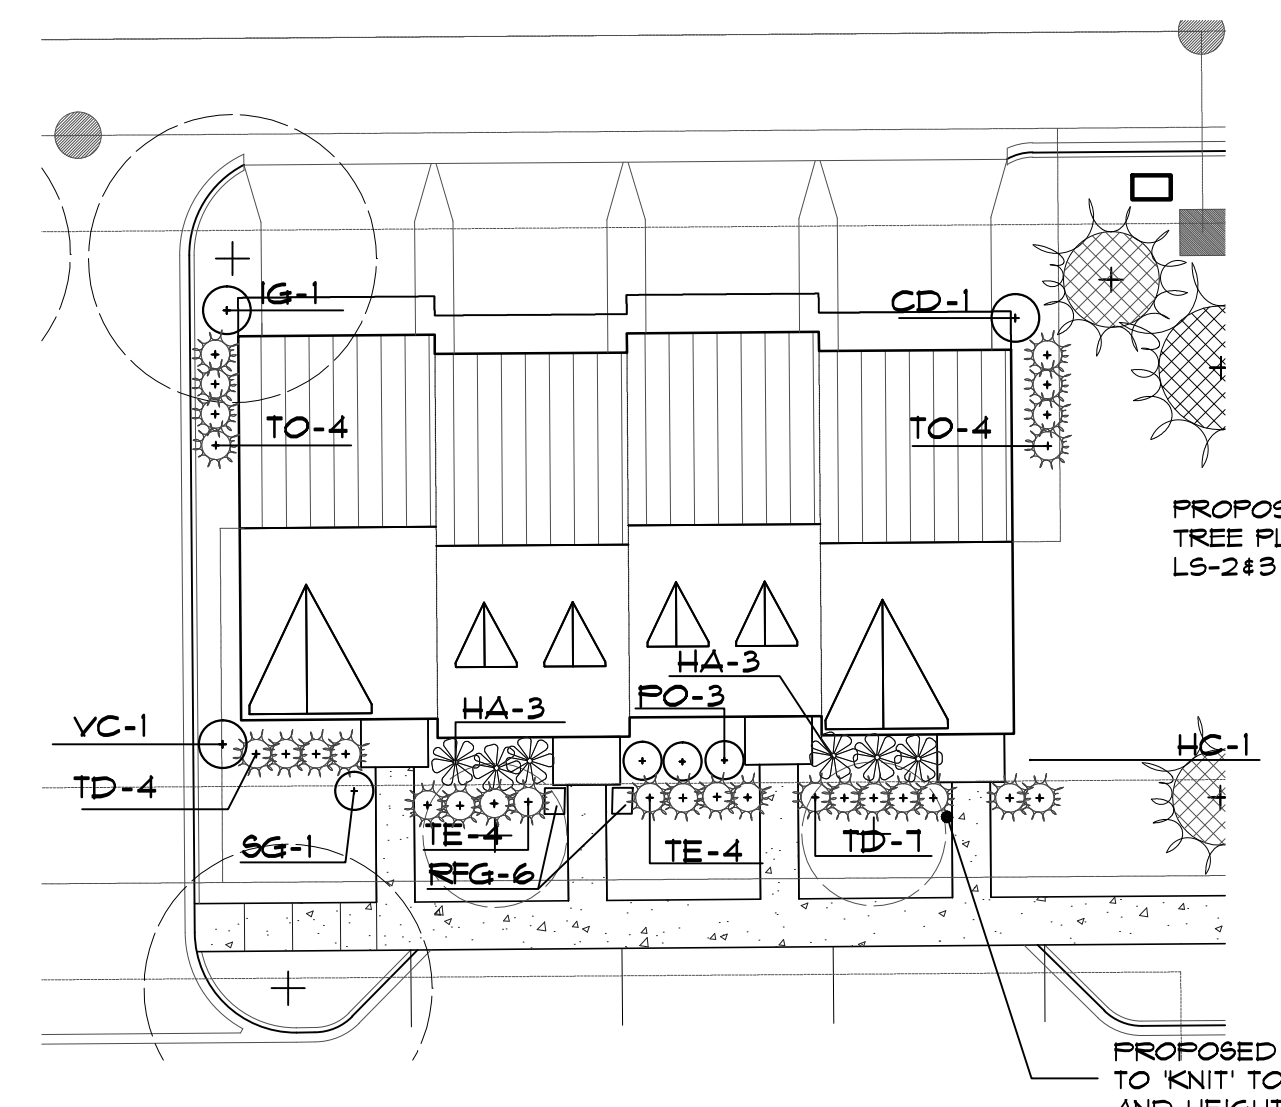 IG-1
CD-1
TO-4
TO-4
PROPOS
TREE PL
LS-2&3
HA-3
PO-3
HA-3
VC-1
HC-1
TD-4
SG-1
TE-4
TE-4
TD-7
RFG-6
PROPOSED
TO 'KNIT' TO
AND HEIGHT